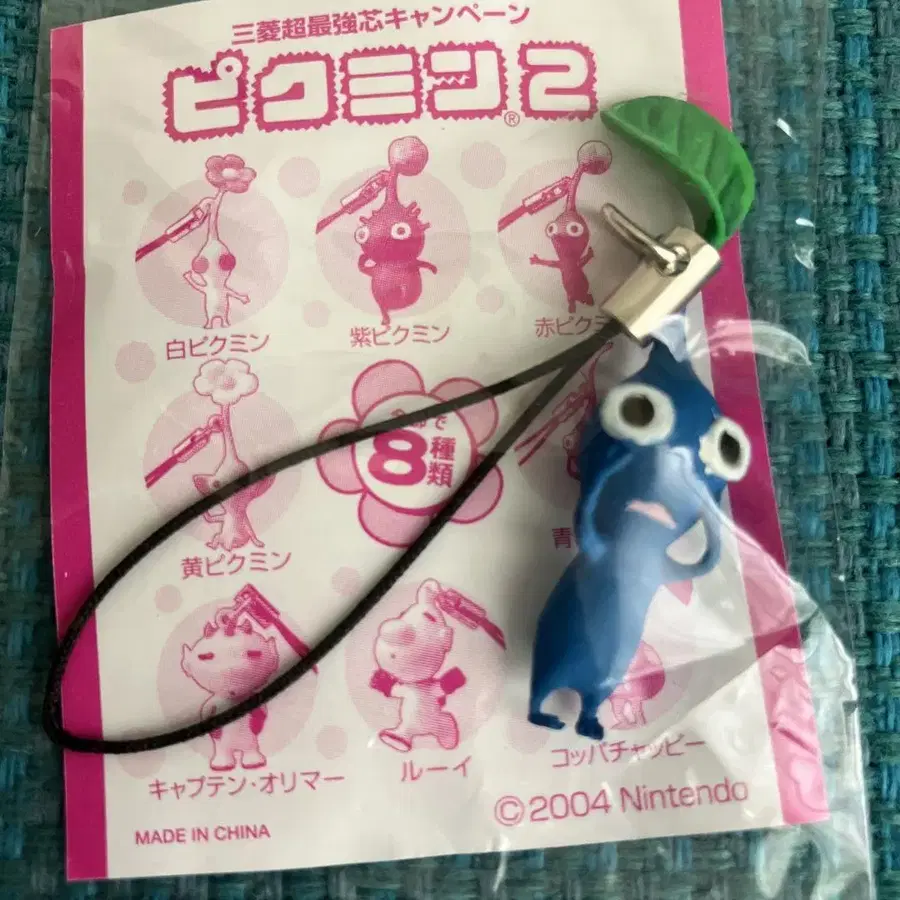 三菱超最強芯キャンペーン
ピクミン2®
白ピクミン
紫ピクミン
赤ピクミ
で
8種類
黄ピクミン
青
キャプテン・オリマー
ルーイ
コッパチャッピー
©2004 Nintendo
MADE IN CHINA